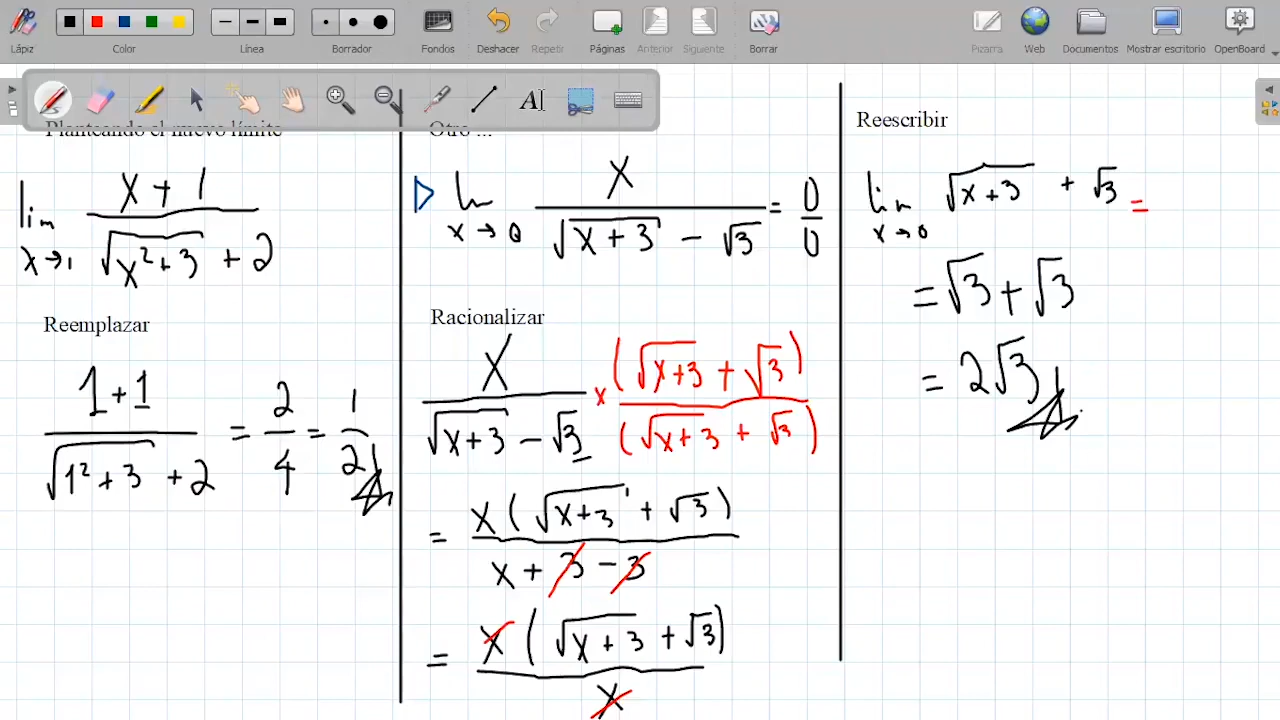 Lápiz Color Línea Borrador Fondos Deshacer Repetir Páginas Anterior Siguiente Borrar Pizarra Web Documentos Mostrar escritorio OpenBoard
Planteando el nuevo límite
lim x→1 (x + 1)/(√(x²+3) + 2)
Reemplazar
(1+1)/(√(1²+3) + 2) = 2/4 = 1/2
Otro ...
lim x→0 x/(√(x+3) − √3) = 0/0
Racionalizar
x/(√(x+3) − √3) x (√(x+3) + √3)/(√(x+3) + √3)
= x(√(x+3) + √3)/(x + 3 − 3)
= x(√(x+3) + √3)/x
Reescribir
lim x→0 √(x+3) + √3 =
= √3 + √3
= 2√3